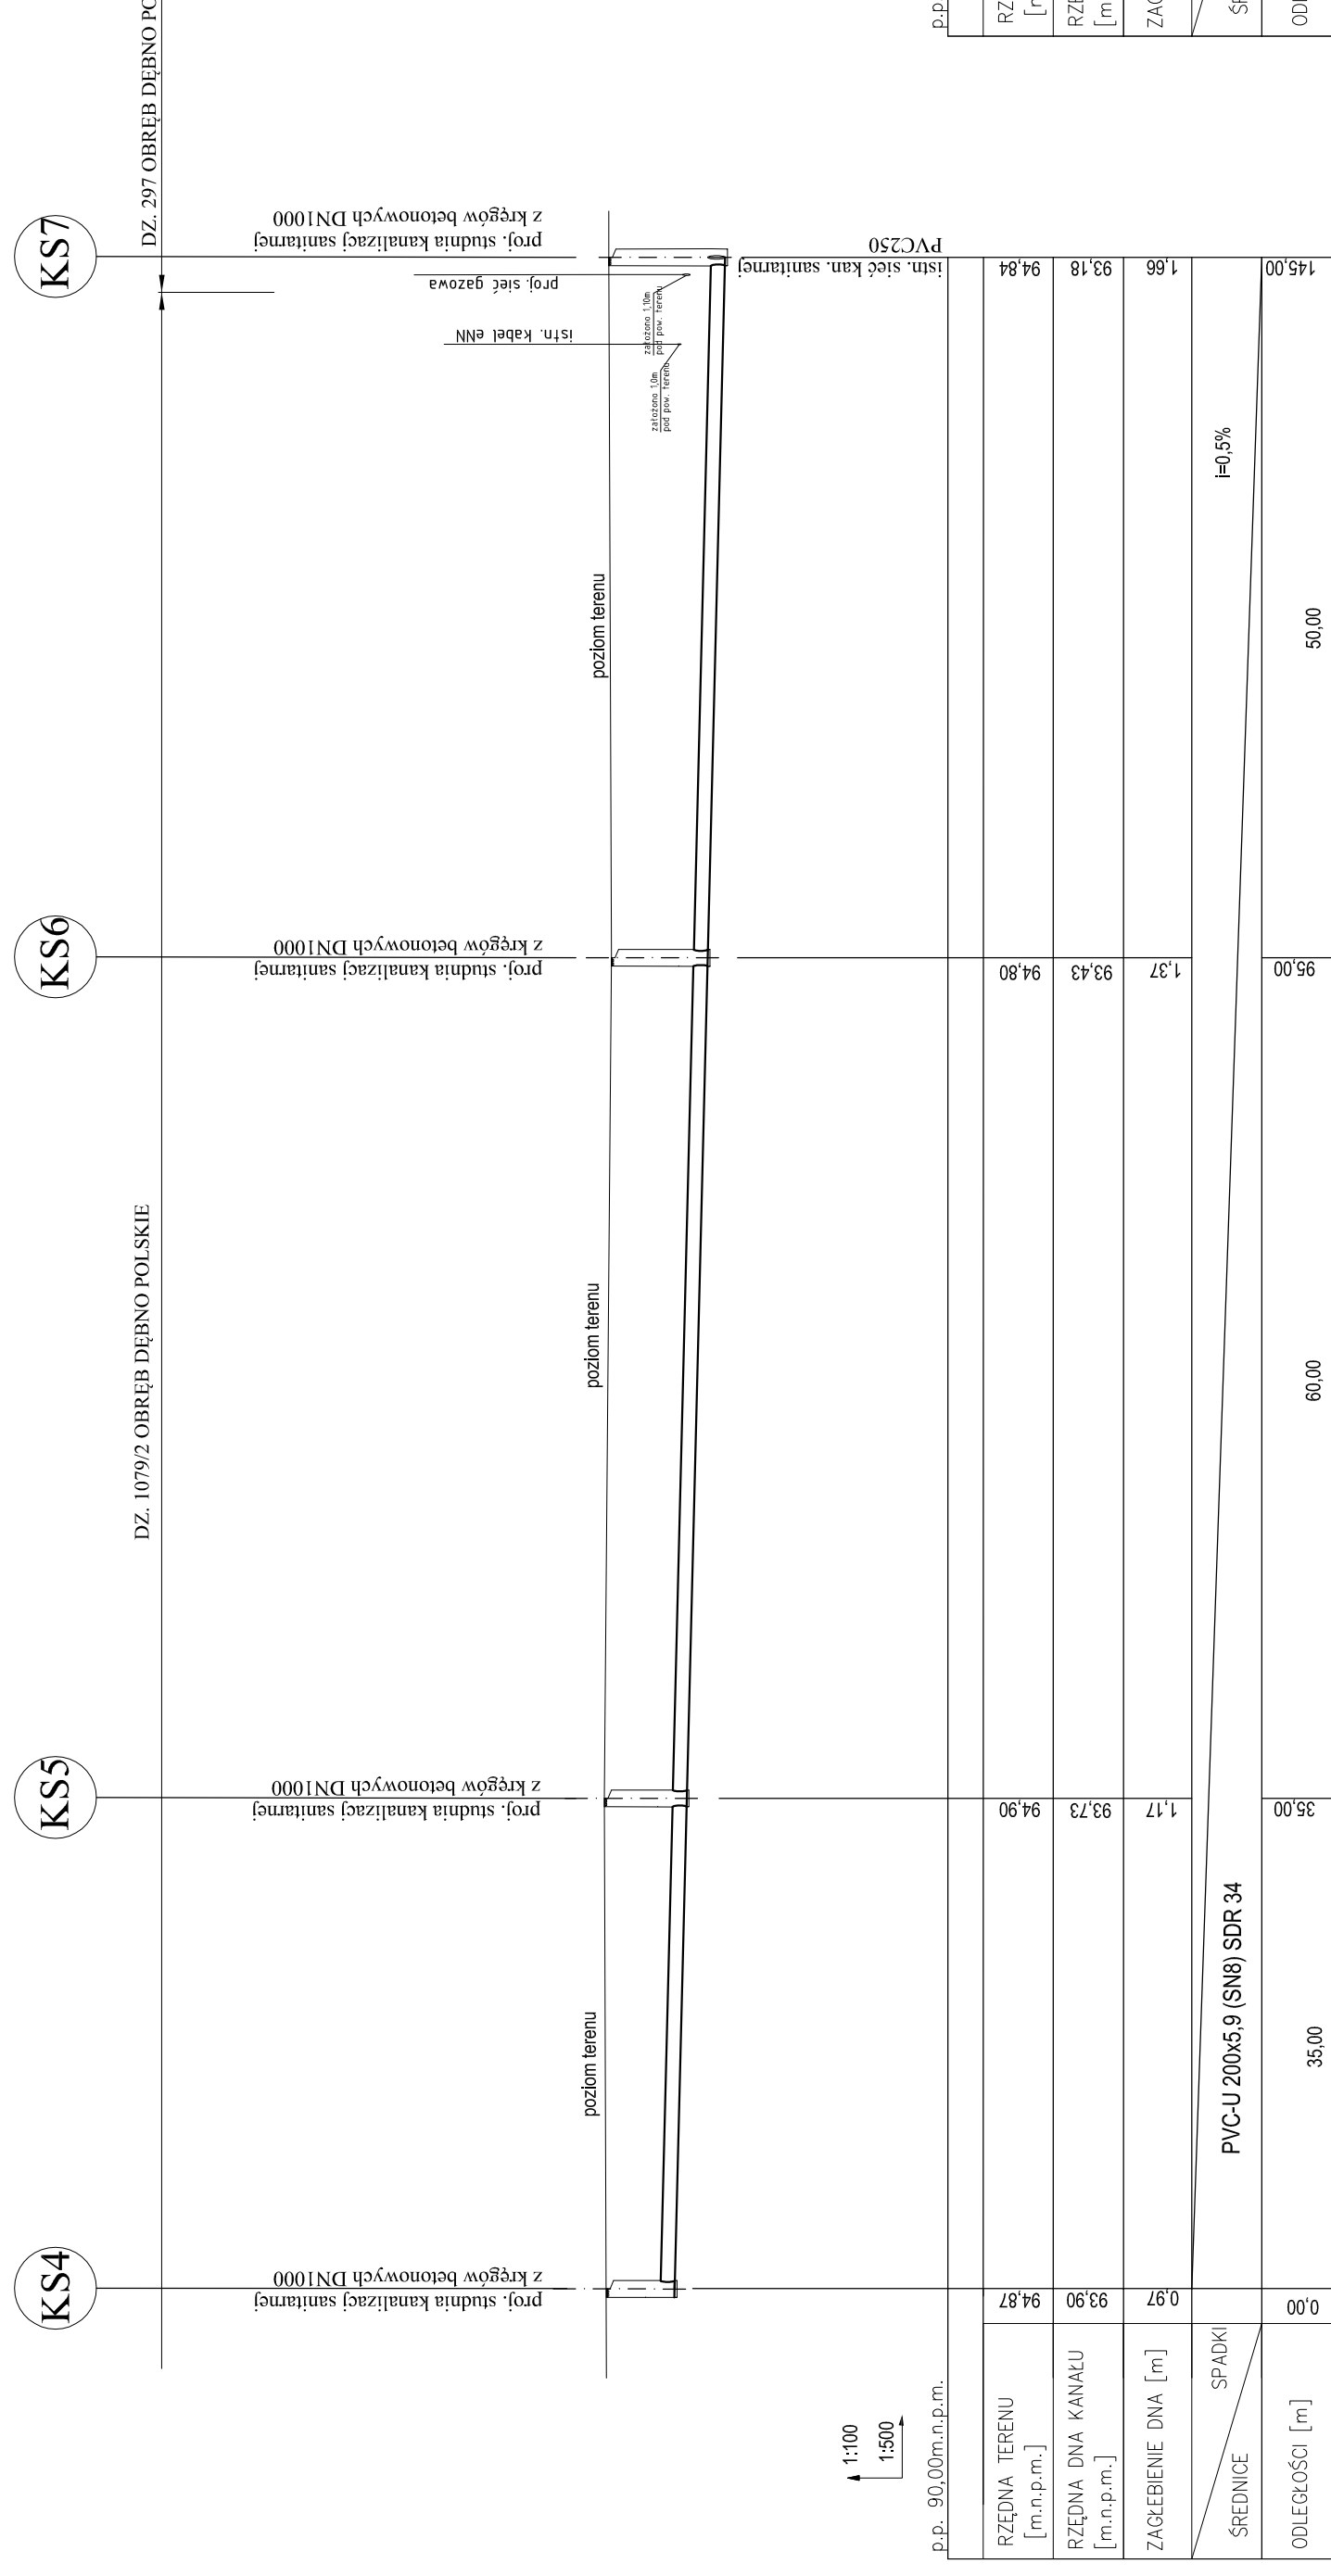 KS4
KS5
KS6
KS7
DZ. 1079/2 OBRĘB DĘBNO POLSKIE
DZ. 297 OBRĘB DĘBNO
proj. studnia kanalizacji sanitarnej
z kręgów betonowych DN1000
proj. studnia kanalizacji sanitarnej
z kręgów betonowych DN1000
proj. studnia kanalizacji sanitarnej
z kręgów betonowych DN1000
proj. studnia kanalizacji sanitarnej
z kręgów betonowych DN1000
istn. kabel eNN
proj. sieć gazowa
poziom terenu
poziom terenu
poziom terenu
założono 1,0m
pod pow. terenu
założono 1,10m
pod pow. terenu
istn. sieć kan. sanitarnej
PVC250
1:100
1:500
p.p. 90,00m.n.p.m.
p.p.
RZĘDNA TERENU
[m.n.p.m.]
94,87
94,90
94,80
94,84
RZĘDNA DNA KANAŁU
[m.n.p.m.]
93,90
93,73
93,43
93,18
ZAGŁEBIENIE DNA [m]
0,97
1,17
1,37
1,66
SPADKI
ŚREDNICE
PVC-U 200x5,9 (SN8) SDR 34
i=0,5%
ODLEGŁOŚCI [m]
0,00
35,00
35,00
60,00
95,00
50,00
145,00